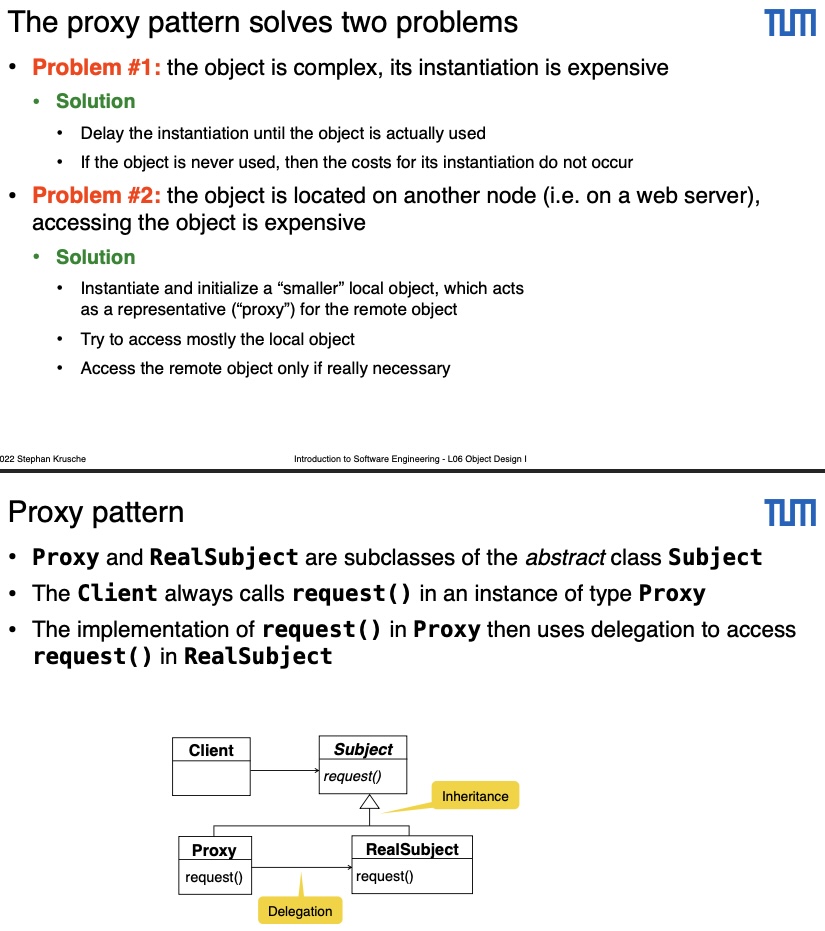 The proxy pattern solves two problems
TUM
• Problem #1: the object is complex, its instantiation is expensive
• Solution
• Delay the instantiation until the object is actually used
• If the object is never used, then the costs for its instantiation do not occur
• Problem #2: the object is located on another node (i.e. on a web server),
accessing the object is expensive
• Solution
• Instantiate and initialize a “smaller” local object, which acts
as a representative (“proxy”) for the remote object
• Try to access mostly the local object
• Access the remote object only if really necessary
022 Stephan Krusche
Introduction to Software Engineering - L06 Object Design I
Proxy pattern
TUM
• Proxy and RealSubject are subclasses of the abstract class Subject
• The Client always calls request() in an instance of type Proxy
• The implementation of request() in Proxy then uses delegation to access
request() in RealSubject
Client
Subject
request()
Inheritance
Proxy
request()
RealSubject
request()
Delegation